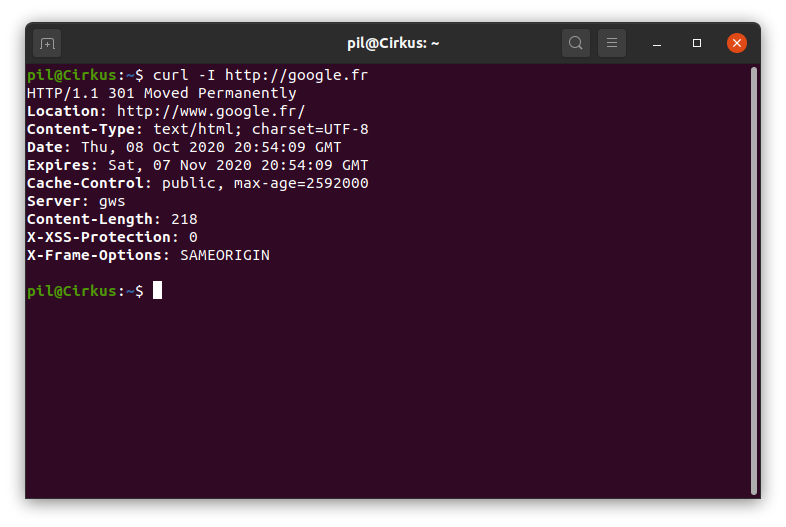 pil@Cirkus: ~
pil@Cirkus:~$ curl -I http://google.fr
HTTP/1.1 301 Moved Permanently
Location: http://www.google.fr/
Content-Type: text/html; charset=UTF-8
Date: Thu, 08 Oct 2020 20:54:09 GMT
Expires: Sat, 07 Nov 2020 20:54:09 GMT
Cache-Control: public, max-age=2592000
Server: gws
Content-Length: 218
X-XSS-Protection: 0
X-Frame-Options: SAMEORIGIN
pil@Cirkus:~$